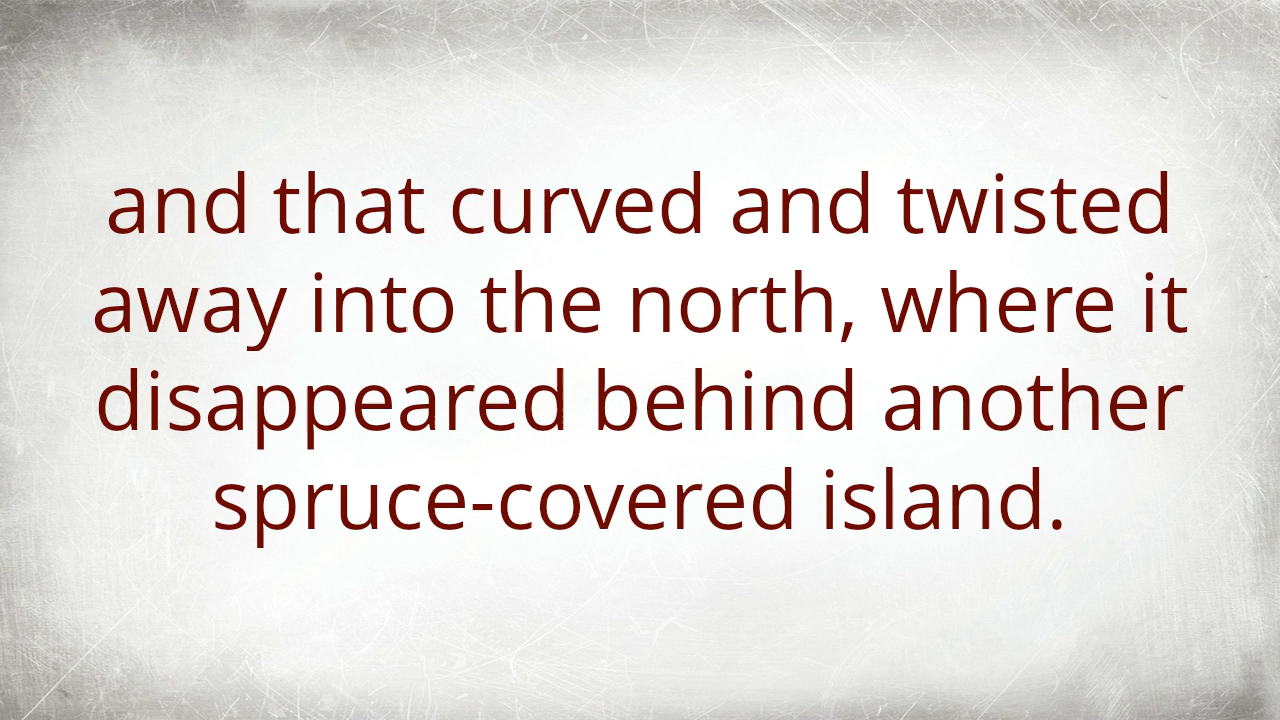 and that curved and twisted
away into the north, where it
disappeared behind another
spruce-covered island.